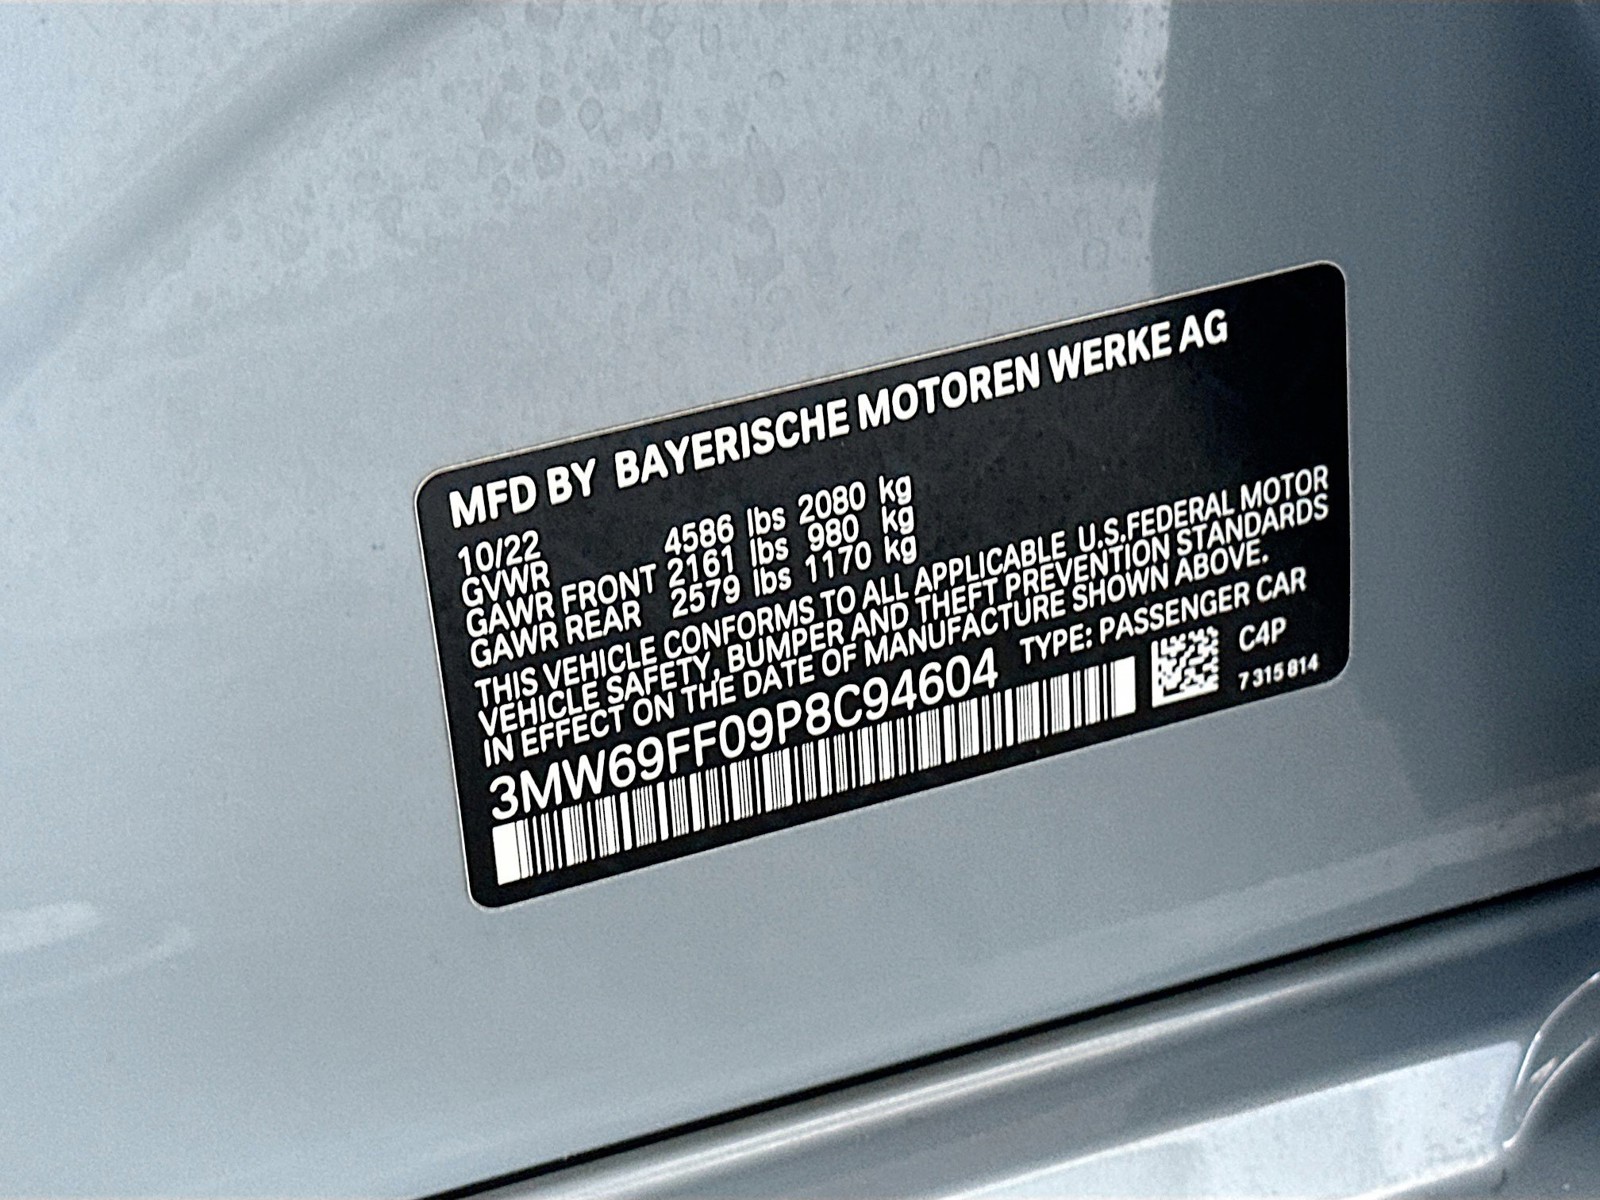 MFD BY BAYERISCHE MOTOREN WERKE AG
10/22
GVWR 4586 lbs 2080 kg
GAWR FRONT 2161 lbs 980 kg
GAWR REAR 2579 lbs 1170 kg
THIS VEHICLE CONFORMS TO ALL APPLICABLE U.S.FEDERAL MOTOR
VEHICLE SAFETY, BUMPER AND THEFT PREVENTION STANDARDS
IN EFFECT ON THE DATE OF MANUFACTURE SHOWN ABOVE.
3MW69FF09P8C94604 TYPE: PASSENGER CAR
C4P
7 315 814